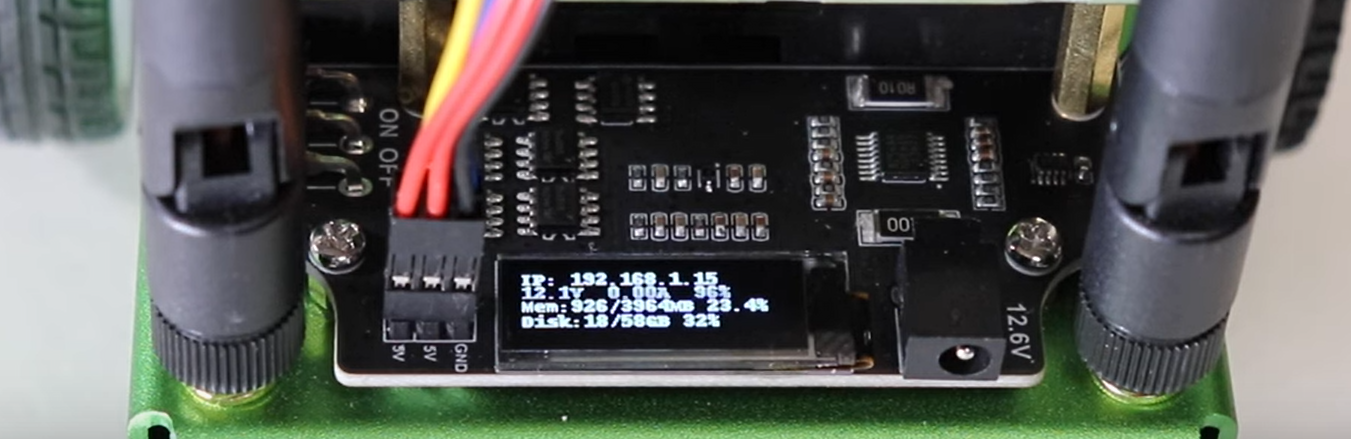 ON OFF
R010
00
IP: 192.168.1.15
12.1V 0.00A 96%
Mem:926/3964MB 23.4%
Disk:18/58GB 32%
5V
5V
GND
12.6V